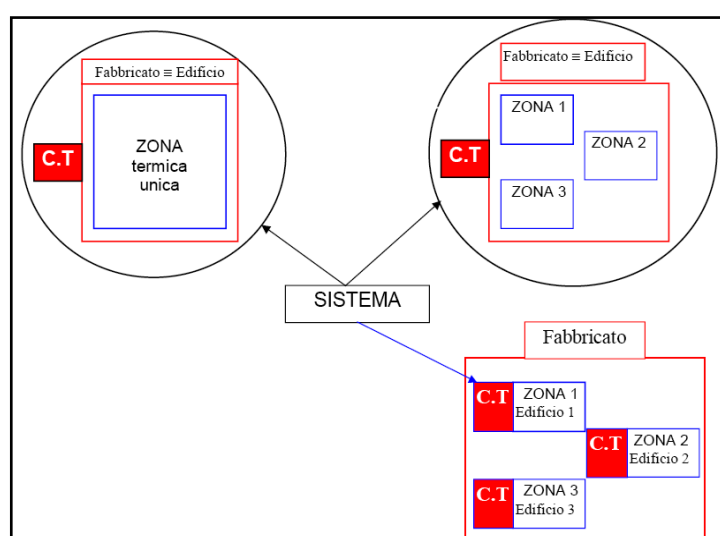 Fabbricato ≡ Edificio
C.T
ZONA
termica
unica
Fabbricato ≡ Edificio
C.T
ZONA 1
ZONA 2
ZONA 3
SISTEMA
Fabbricato
C.T
ZONA 1
Edificio 1
C.T
ZONA 2
Edificio 2
C.T
ZONA 3
Edificio 3